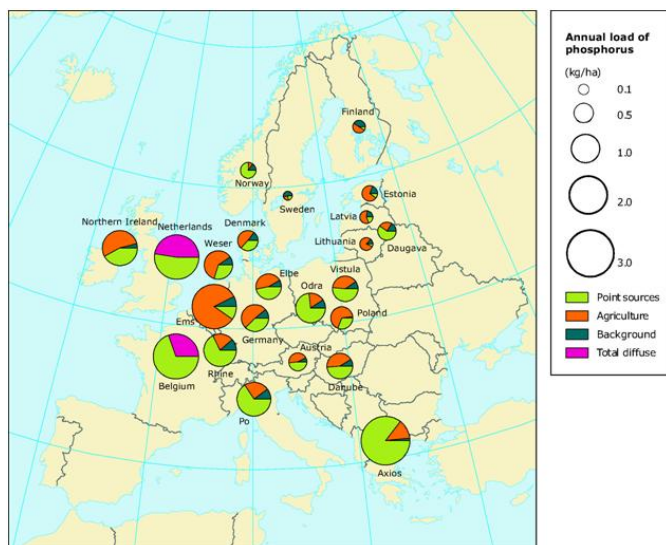 Annual load of
phosphorus
(kg/ha)
0.1
0.5
1.0
2.0
3.0
Point sources
Agriculture
Background
Total diffuse
Finland
Norway
Sweden
Estonia
Latvia
Lithuania
Daugava
Northern Ireland
Netherlands
Denmark
Weser
Elbe
Vistula
Odra
Ems
Germany
Poland
Belgium
Rhine
Austria
Danube
Po
Axios